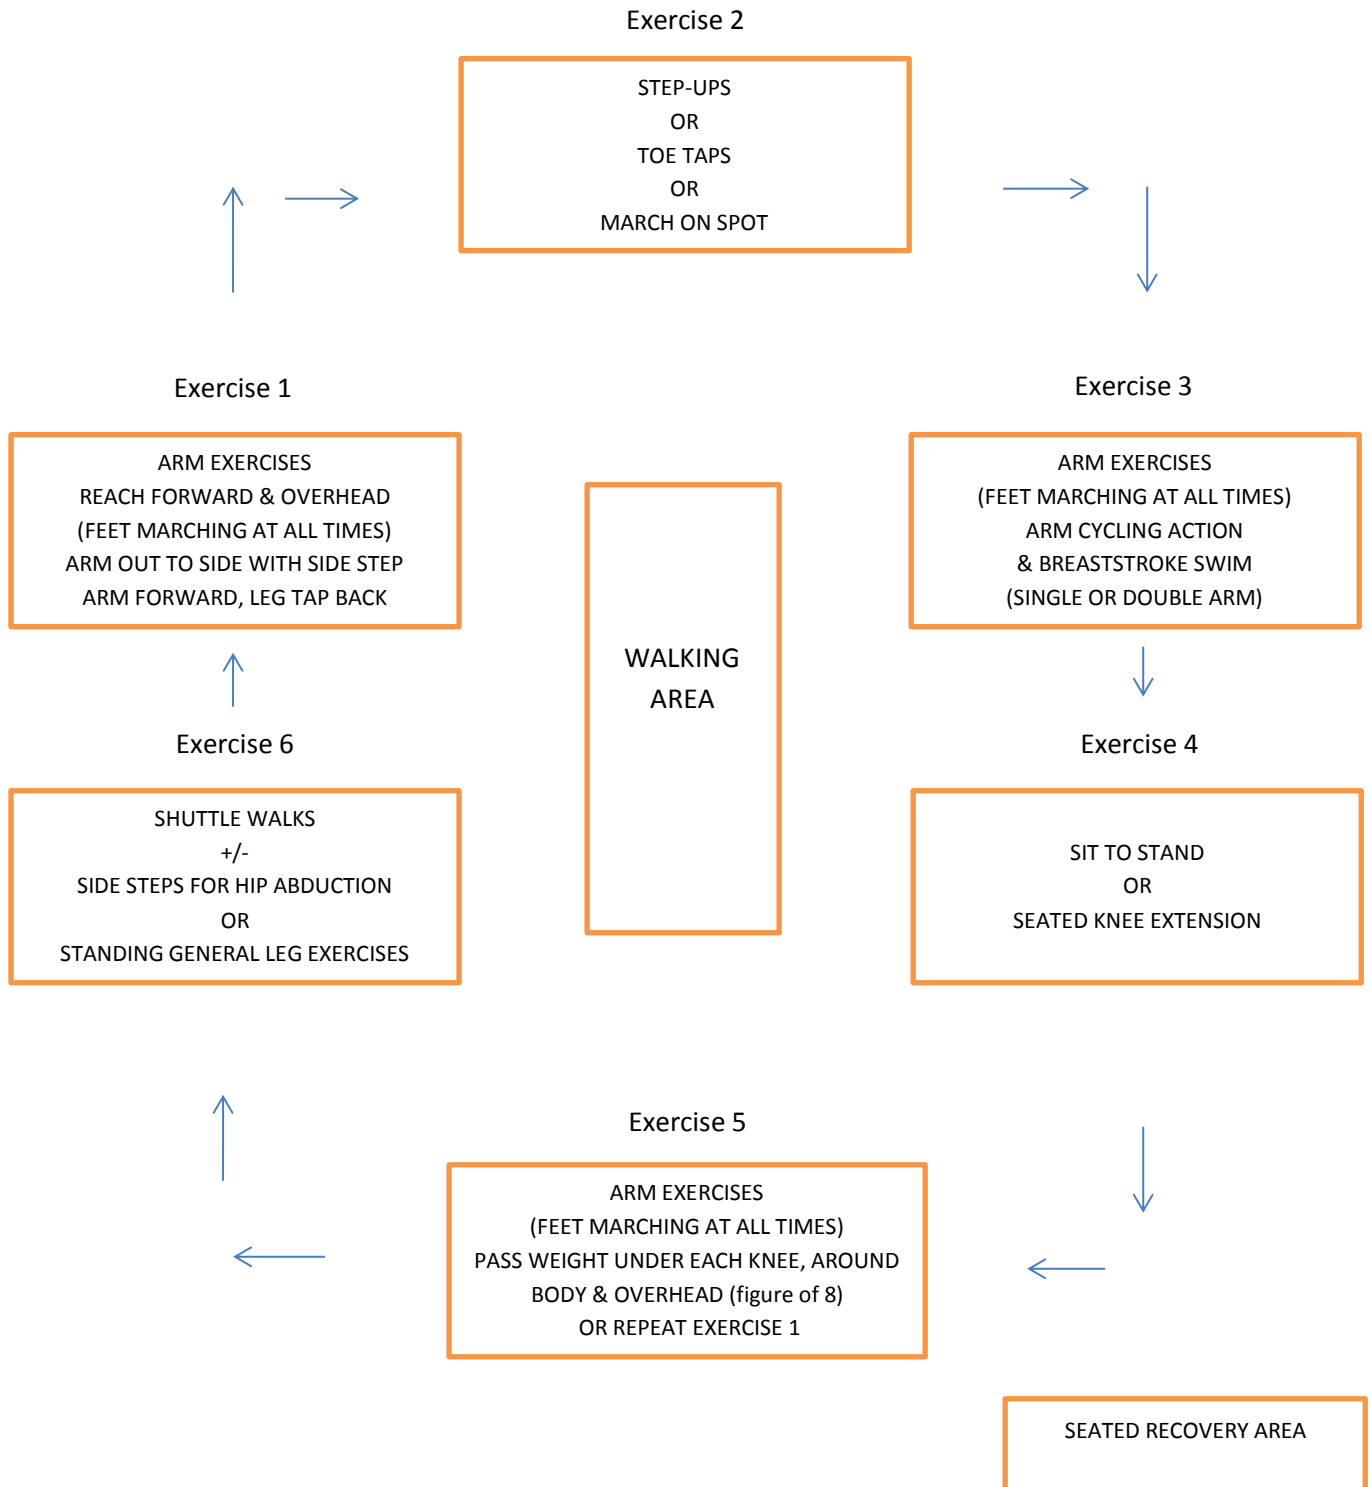 Exercise 2
STEP-UPS
OR
TOE TAPS
OR
MARCH ON SPOT
Exercise 1
ARM EXERCISES
REACH FORWARD & OVERHEAD
(FEET MARCHING AT ALL TIMES)
ARM OUT TO SIDE WITH SIDE STEP
ARM FORWARD, LEG TAP BACK
Exercise 3
ARM EXERCISES
(FEET MARCHING AT ALL TIMES)
ARM CYCLING ACTION
& BREASTSTROKE SWIM
(SINGLE OR DOUBLE ARM)
WALKING
AREA
Exercise 6
SHUTTLE WALKS
+/-
SIDE STEPS FOR HIP ABDUCTION
OR
STANDING GENERAL LEG EXERCISES
Exercise 4
SIT TO STAND
OR
SEATED KNEE EXTENSION
Exercise 5
ARM EXERCISES
(FEET MARCHING AT ALL TIMES)
PASS WEIGHT UNDER EACH KNEE, AROUND
BODY & OVERHEAD (figure of 8)
OR REPEAT EXERCISE 1
SEATED RECOVERY AREA